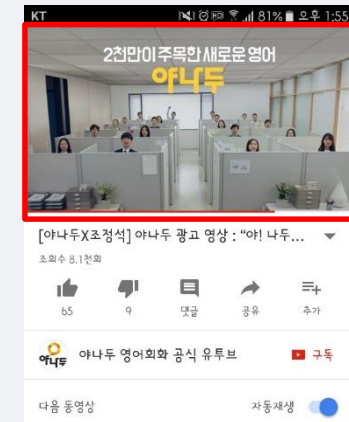 KT 81% 오후 1:55
2천만이 주목한 새로운 영어
야나두
[야나두X조정석] 야나두 광고 영상 : "야! 나두...
조회수 8.1천회
65 9 댓글 공유 추가
야나두 야나두 영어회화 공식 유투브 구독
다음 동영상 자동재생